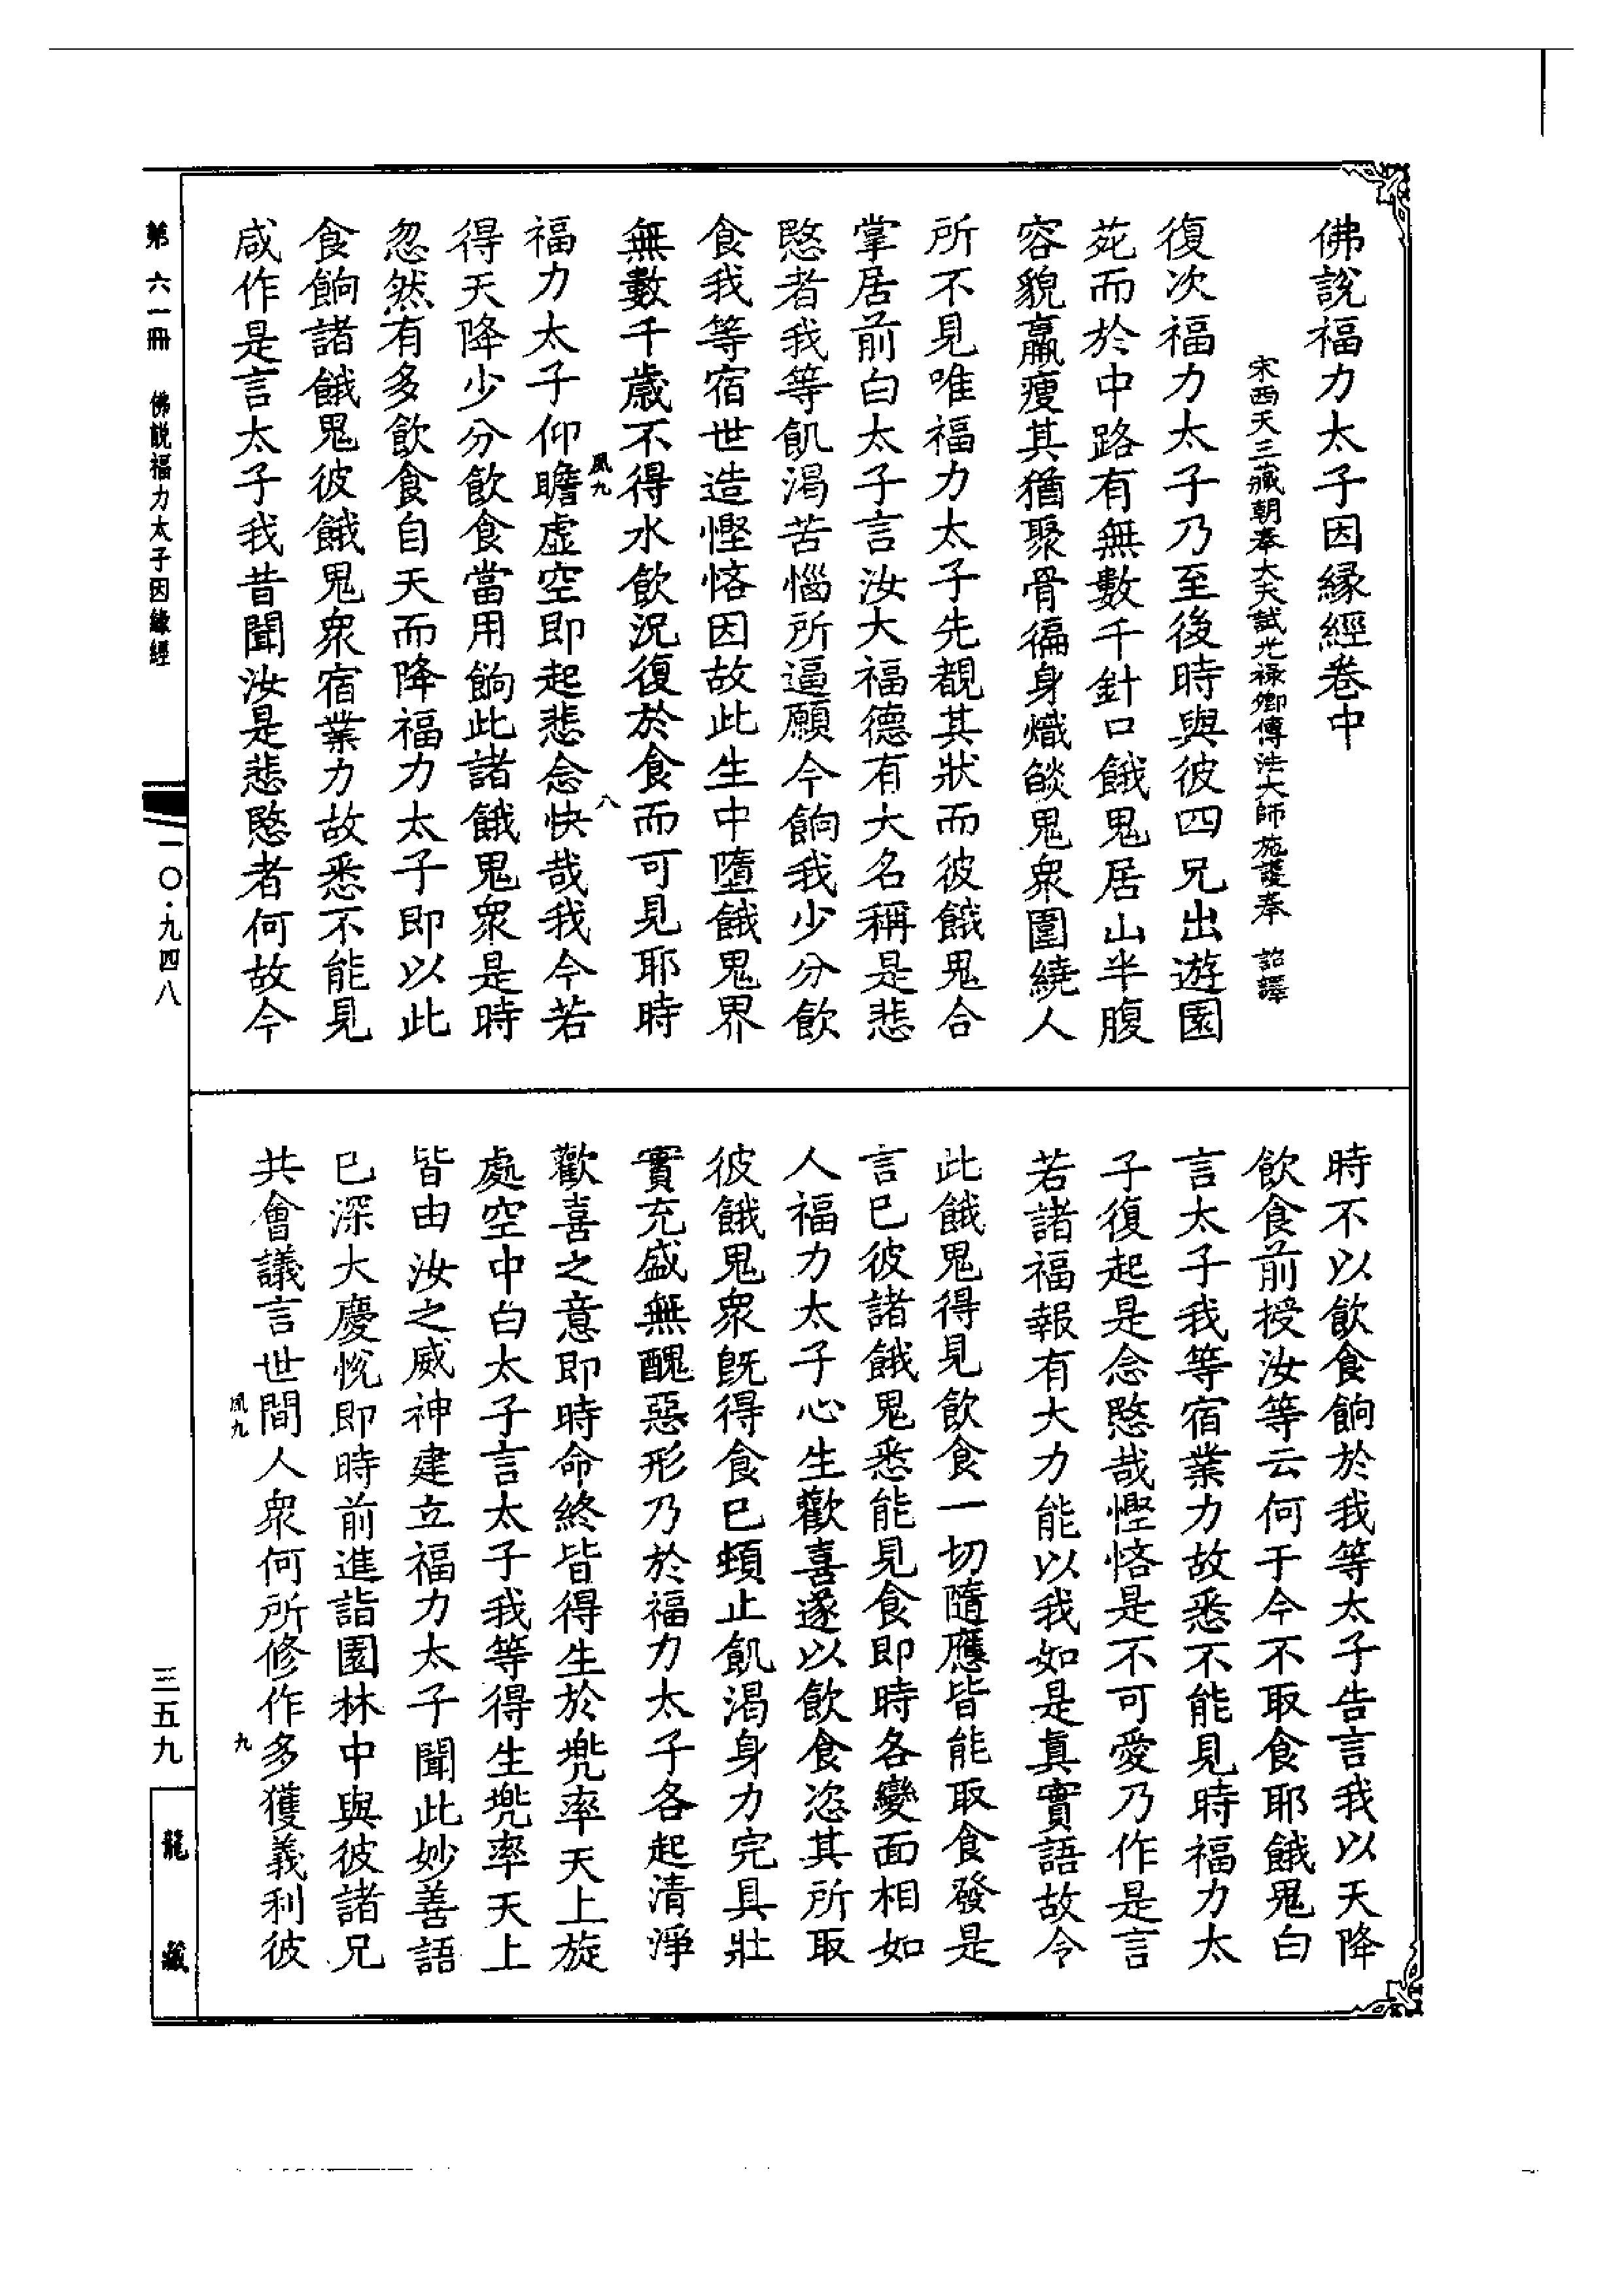 佛說福力太子因緣經卷中
宋西天三藏朝奉大夫試光祿卿傳法大師施護奉 詔譯
復次福力太子乃至後時與彼四兄出遊園
苑而於中路有無數千針口餓鬼居山半腹
容貌羸瘦其猶聚骨徧身熾燄鬼衆圍繞人
所不見唯福力太子先覩其狀而彼餓鬼合
掌居前白太子言汝大福德有大名稱是悲
愍者我等飢渴苦惱所逼願今餉我少分飲
食我等宿世造慳悋因故此生中墮餓鬼界
無數千歲不得水飲況復於食而可見耶時
夙九
八
福力太子仰瞻虛空即起悲念快哉我今若
得天降少分飲食當用餉此諸餓鬼衆是時
忽然有多飲食自天而降福力太子即以此
食餉諸餓鬼彼餓鬼衆宿業力故悉不能見
咸作是言太子我昔聞汝是悲愍者何故今
時不以飲食餉於我等太子告言我以天降
飲食前授汝等云何于今不取食耶餓鬼白
言太子我等宿業力故悉不能見時福力太
子復起是念愍哉慳悋是不可愛乃作是言
若諸福報有大力能以我如是真實語故令
此餓鬼得見飲食一切隨應皆能取食發是
言已彼諸餓鬼悉能見食即時各變面相如
人福力太子心生歡喜遂以飲食恣其所取
彼餓鬼衆既得食已頓止飢渴身力完具壯
實充盛無醜惡形乃於福力太子各起清淨
歡喜之意即時命終皆得生於兜率天上旋
處空中白太子言太子我等得生兜率天上
皆由汝之威神建立福力太子聞此妙善語
已深大慶悅即時前進詣園林中與彼諸兄
共會議言世間人衆何所修作多獲義利彼
夙九
九
第六一冊 佛說福力太子因緣經
一〇·九四八
三五九
龍藏